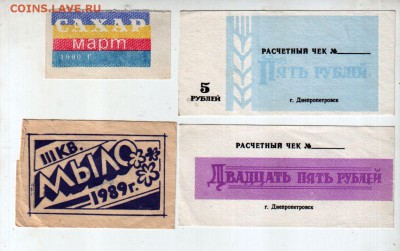 COINS.LAVE.RU
САХАР
март
1990 Г.
РАСЧЕТНЫЙ ЧЕК №
ПЯТЬ РУБЛЕЙ
5
РУБЛЕЙ
г. Днепропетровск
III КВ.
МЫЛО
1989г.
РАСЧЕТНЫЙ ЧЕК №
ДВАДЦАТЬ ПЯТЬ РУБЛЕЙ
г. Днепропетровск